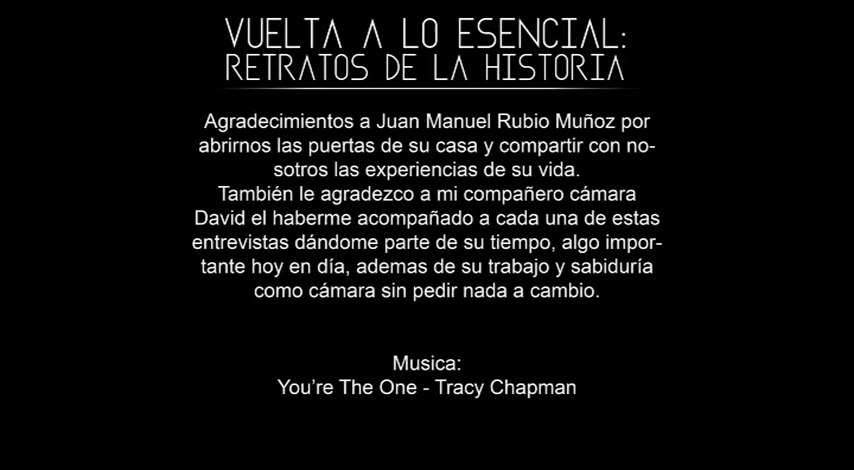 VUELTA A LO ESENCIAL:
RETRATOS DE LA HISTORIA
Agradecimientos a Juan Manuel Rubio Muñoz por
abrirnos las puertas de su casa y compartir con no-
sotros las experiencias de su vida.
También le agradezco a mi compañero cámara
David el haberme acompañado a cada una de estas
entrevistas dándome parte de su tiempo, algo impor-
tante hoy en día, ademas de su trabajo y sabiduría
como cámara sin pedir nada a cambio.
Musica:
You're The One - Tracy Chapman